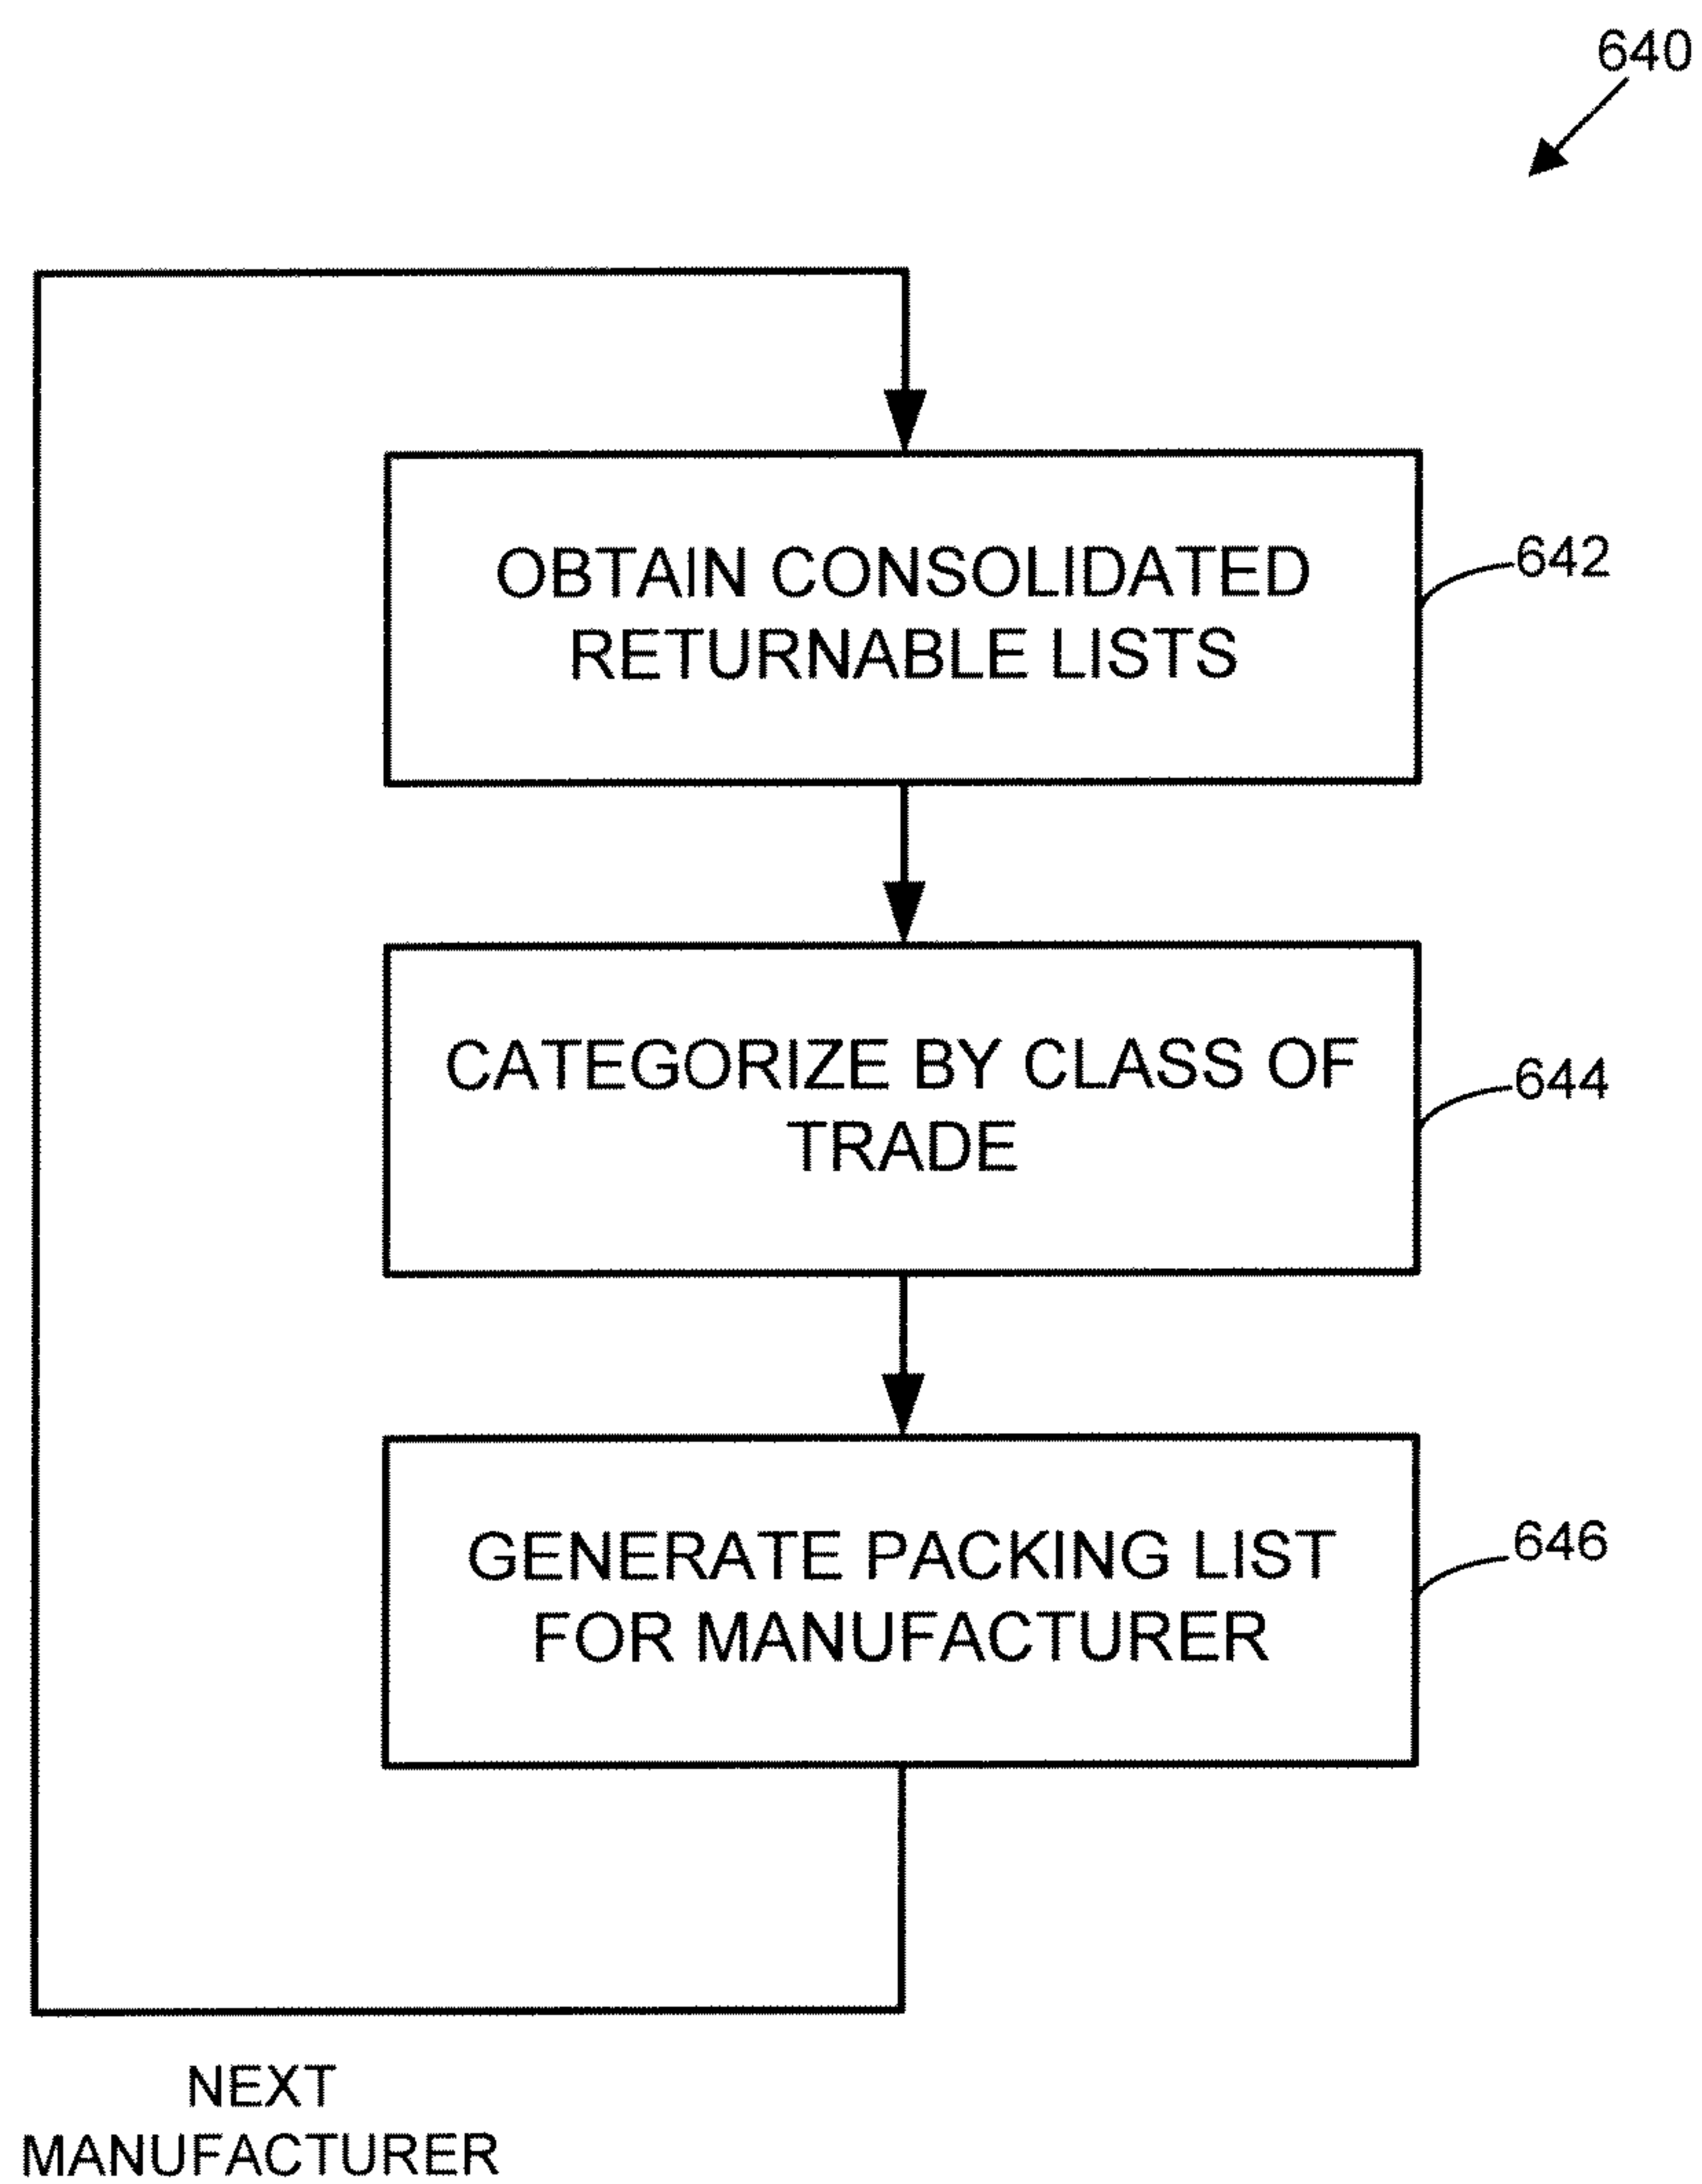 640
OBTAIN CONSOLIDATED
RETURNABLE LISTS
642
CATEGORIZE BY CLASS OF
TRADE
644
GENERATE PACKING LIST
FOR MANUFACTURER
646
NEXT
MANUFACTURER